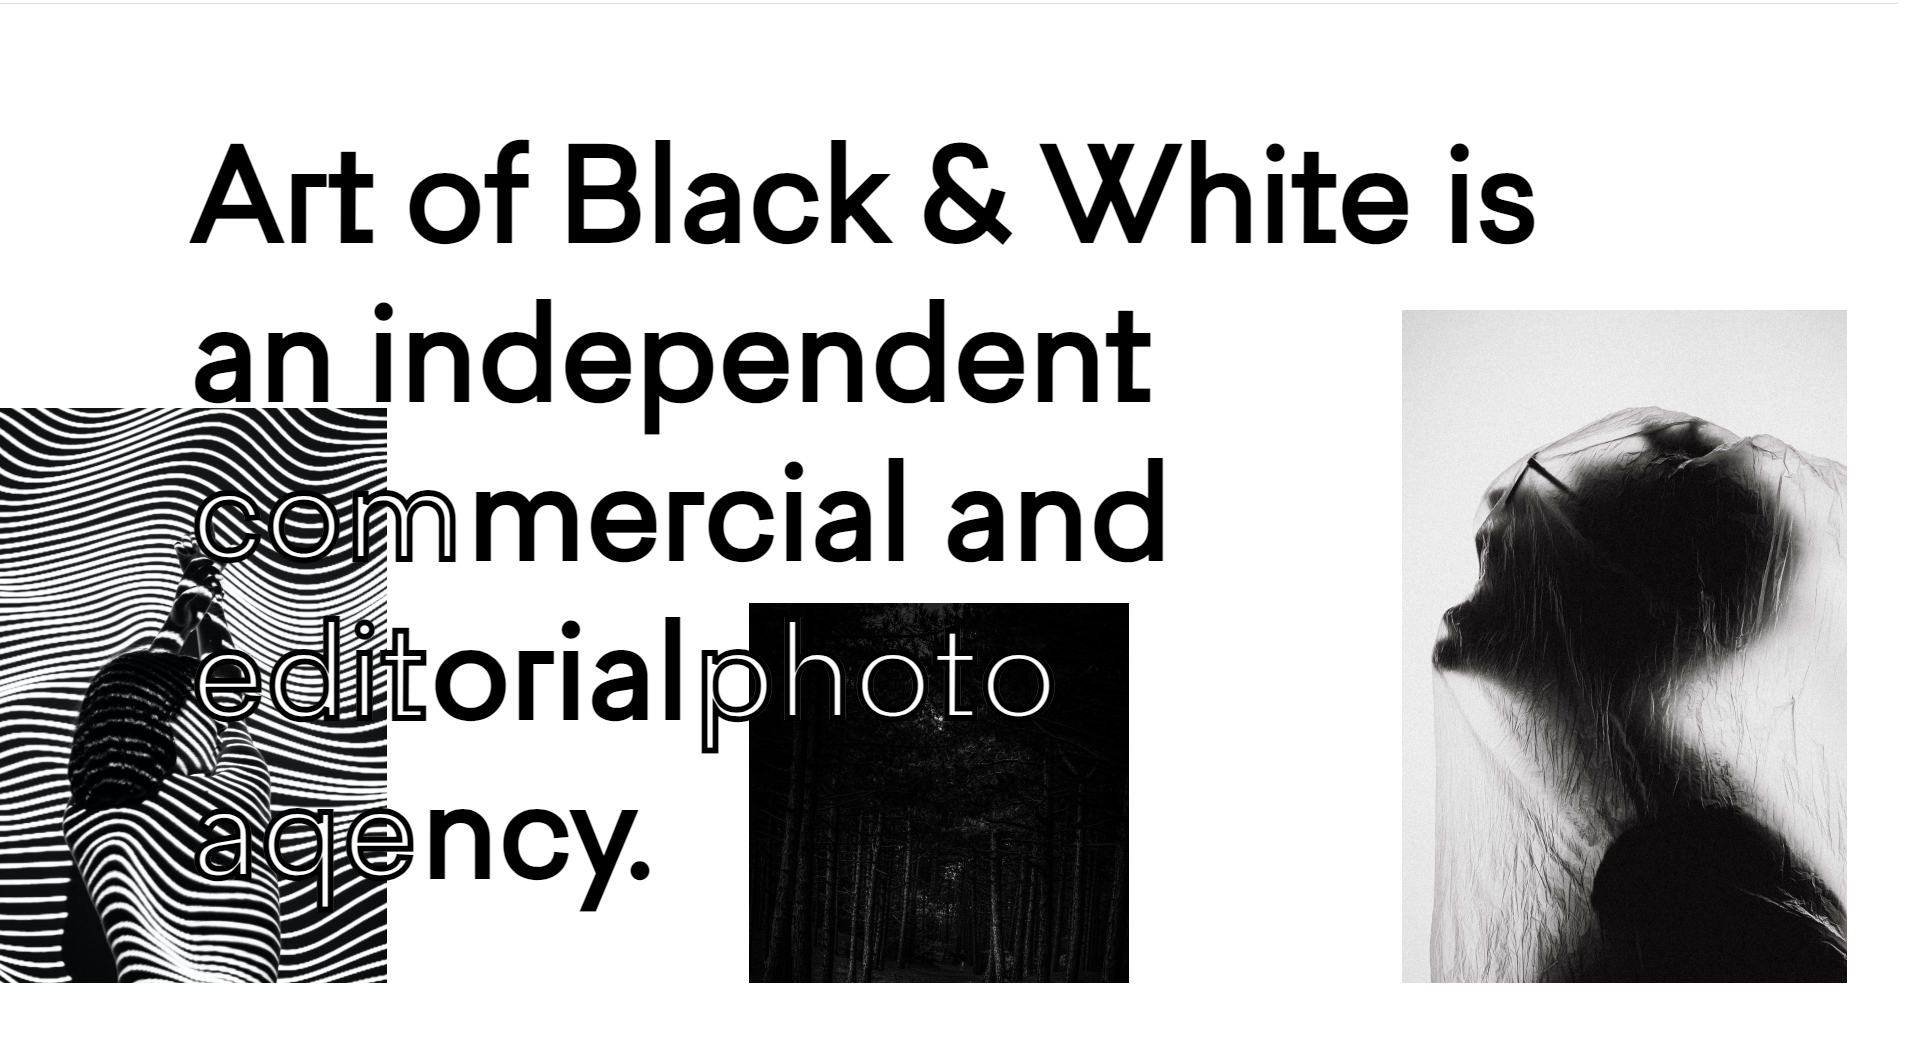 Art of Black & White is
an independent
commercial and
editorial photo
agency.